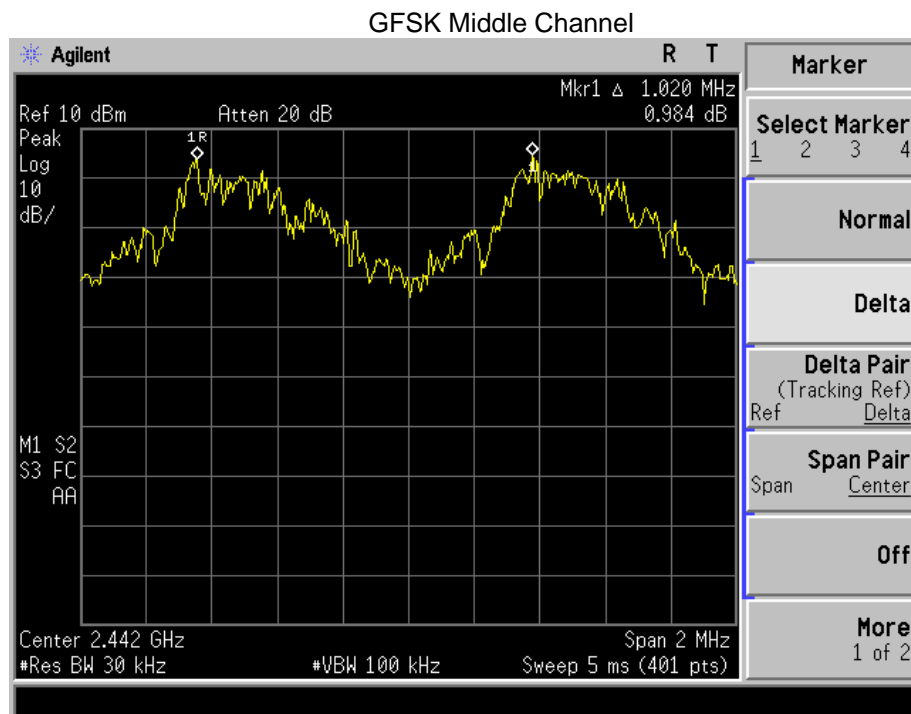 GFSK Middle Channel
Agilent
R T
Mkr1 Δ 1.020 MHz
Ref 10 dBm Atten 20 dB 0.984 dB
Peak
Log
10
dB/
1R
1
M1 S2
S3 FC
AA
Center 2.442 GHz Span 2 MHz
#Res BW 30 kHz #VBW 100 kHz Sweep 5 ms (401 pts)
Marker
Select Marker
1 2 3 4
Normal
Delta
Delta Pair
(Tracking Ref)
Ref Delta
Span Pair
Span Center
Off
More
1 of 2